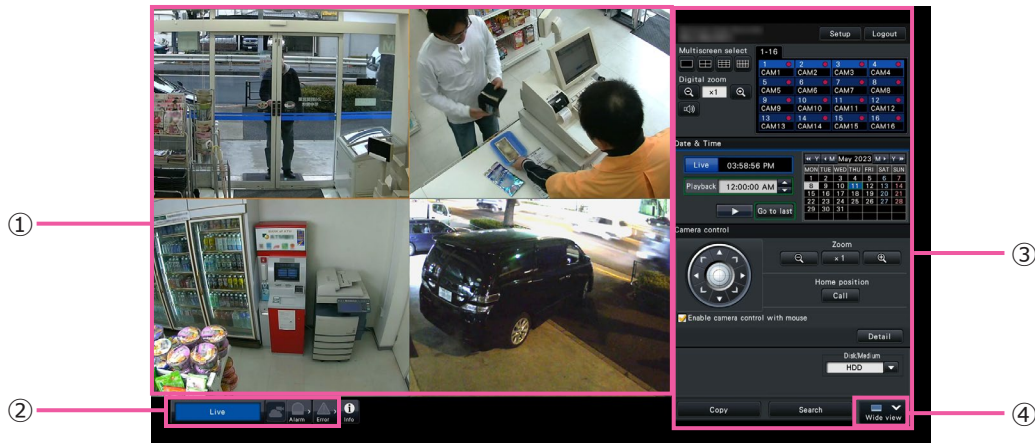 Setup Logout
Multiscreen select 1-16
1 2 3 4
CAM1 CAM2 CAM3 CAM4
Digital zoom
5 6 7 8
CAM5 CAM6 CAM7 CAM8
×1
9 10 11 12
CAM9 CAM10 CAM11 CAM12
13 14 15 16
CAM13 CAM14 CAM15 CAM16
Date & Time
Y M May 2023 M Y
Live 03:58:56 PM
MON TUE WED THU FRI SAT SUN
1 2 3 4 5 6 7
Playback 12:00:00 AM
8 9 10 11 12 13 14
15 16 17 18 19 20 21
22 23 24 25 26 27 28
29 30 31
Go to last
①
Camera control
③
Zoom
×1
Home position
Call
Enable camera control with mouse
Detail
Disk/Medium
HDD
②
Live Alarm Error Info
Copy Search Wide view
④